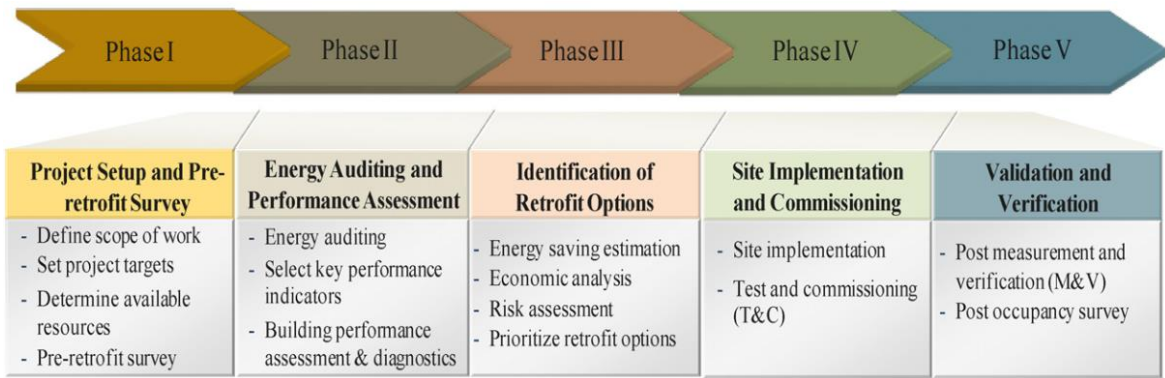 Phase I
Phase II
Phase III
Phase IV
Phase V
Project Setup and Pre-
retrofit Survey
- Define scope of work
- Set project targets
- Determine available
resources
- Pre-retrofit survey
Energy Auditing and
Performance Assessment
- Energy auditing
- Select key performance
indicators
- Building performance
assessment & diagnostics
Identification of
Retrofit Options
- Energy saving estimation
- Economic analysis
- Risk assessment
- Prioritize retrofit options
Site Implementation
and Commissioning
- Site implementation
- Test and commissioning
(T&C)
Validation and
Verification
- Post measurement and
verification (M&V)
- Post occupancy survey